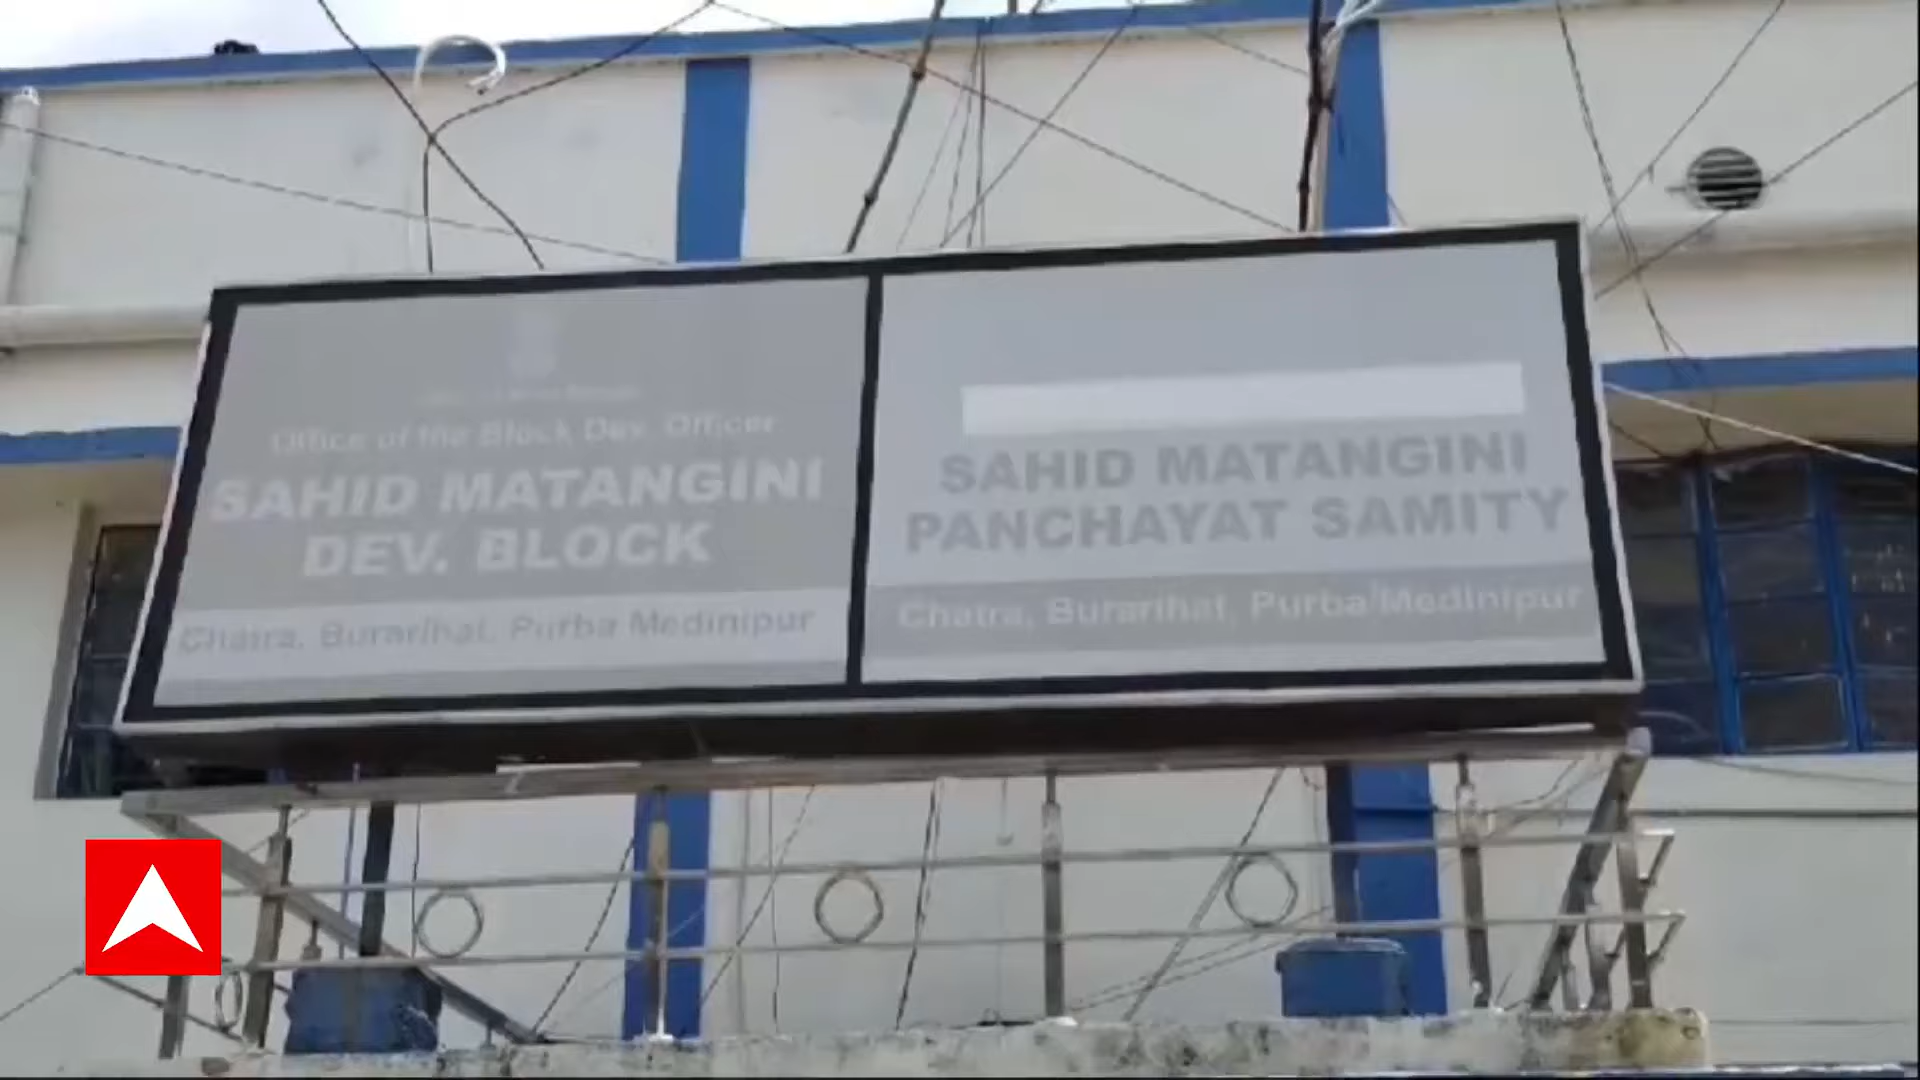 Office of the Block Dev. Officer
SAHID MATANGINI
DEV. BLOCK
Chatra, Burarihat, Purba Medinipur
SAHID MATANGINI
PANCHAYAT SAMITY
Chatra, Burarihat, Purba Medinipur